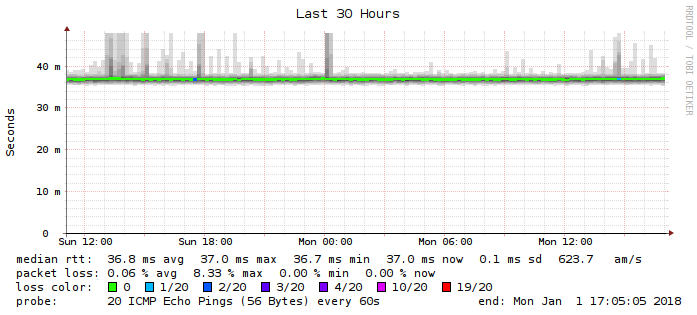 Last 30 Hours
RRDTOOL / TOBI OETIKER
Seconds
40 m
30 m
20 m
10 m
0
Sun 12:00 Sun 18:00 Mon 00:00 Mon 06:00 Mon 12:00
median rtt: 36.8 ms avg 37.0 ms max 36.7 ms min 37.0 ms now 0.1 ms sd 623.7 am/s
packet loss: 0.06 % avg 8.33 % max 0.00 % min 0.00 % now
loss color: 0 1/20 2/20 3/20 4/20 10/20 19/20
probe: 20 ICMP Echo Pings (56 Bytes) every 60s end: Mon Jan 1 17:05:05 2018